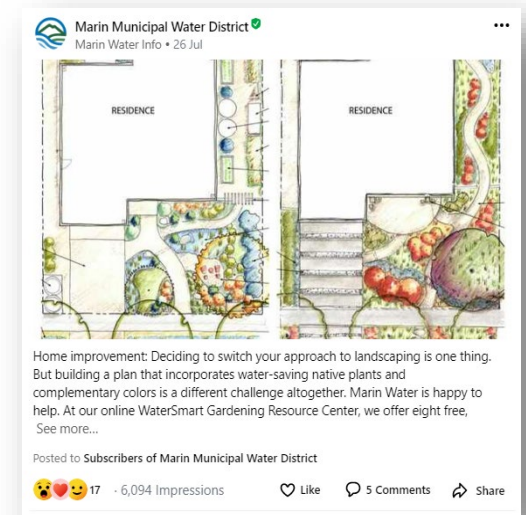 Marin Municipal Water District
Marin Water Info • 26 Jul
RESIDENCE
RESIDENCE
Home improvement: Deciding to switch your approach to landscaping is one thing.
But building a plan that incorporates water-saving native plants and
complementary colors is a different challenge altogether. Marin Water is happy to
help. At our online WaterSmart Gardening Resource Center, we offer eight free,
See more...
Posted to Subscribers of Marin Municipal Water District
17 · 6,094 Impressions
Like
5 Comments
Share